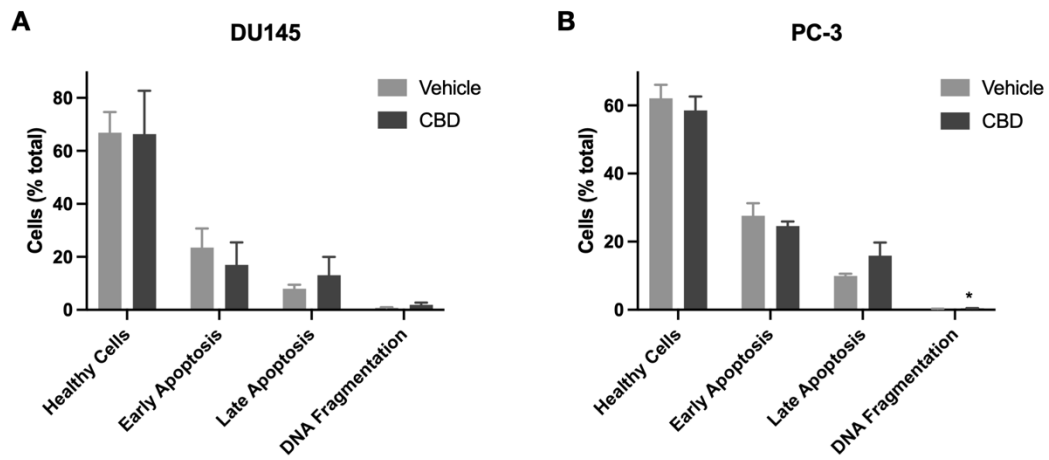 A
DU145
Cells (% total)
80
60
40
20
0
Vehicle
CBD
Healthy Cells
Early Apoptosis
Late Apoptosis
DNA Fragmentation
B
PC-3
Cells (% total)
60
40
20
0
Vehicle
CBD
*
Healthy Cells
Early Apoptosis
Late Apoptosis
DNA Fragmentation